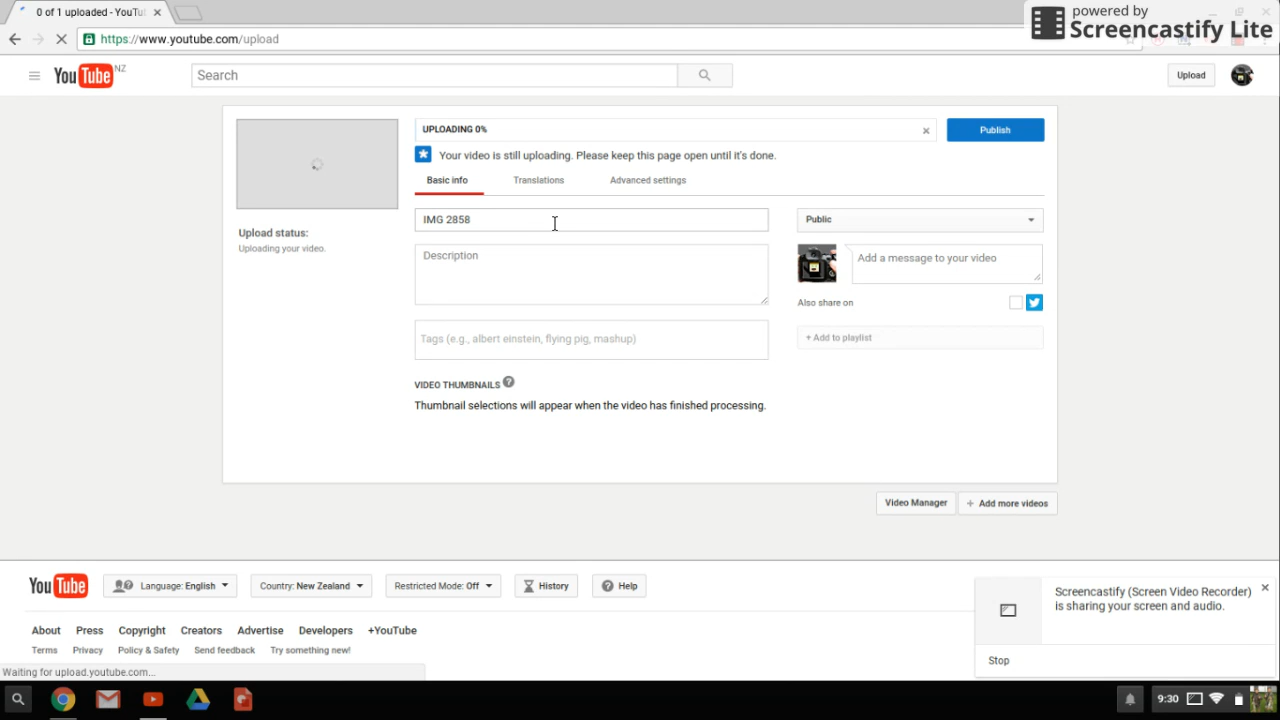 0 of 1 uploaded - YouTu
powered by
Screencastify Lite
https://www.youtube.com/upload
YouTube NZ
Search
Upload
UPLOADING 0%
Publish
Your video is still uploading. Please keep this page open until it's done.
Basic info
Translations
Advanced settings
IMG 2858
Public
Upload status:
Uploading your video.
Description
Add a message to your video
Also share on
Tags (e.g., albert einstein, flying pig, mashup)
+ Add to playlist
VIDEO THUMBNAILS ?
Thumbnail selections will appear when the video has finished processing.
Video Manager
+ Add more videos
YouTube
Language: English
Country: New Zealand
Restricted Mode: Off
History
? Help
Screencastify (Screen Video Recorder)
is sharing your screen and audio.
About
Press
Copyright
Creators
Advertise
Developers
+YouTube
Terms
Privacy
Policy & Safety
Send feedback
Try something new!
Stop
Waiting for upload.youtube.com...
9:30